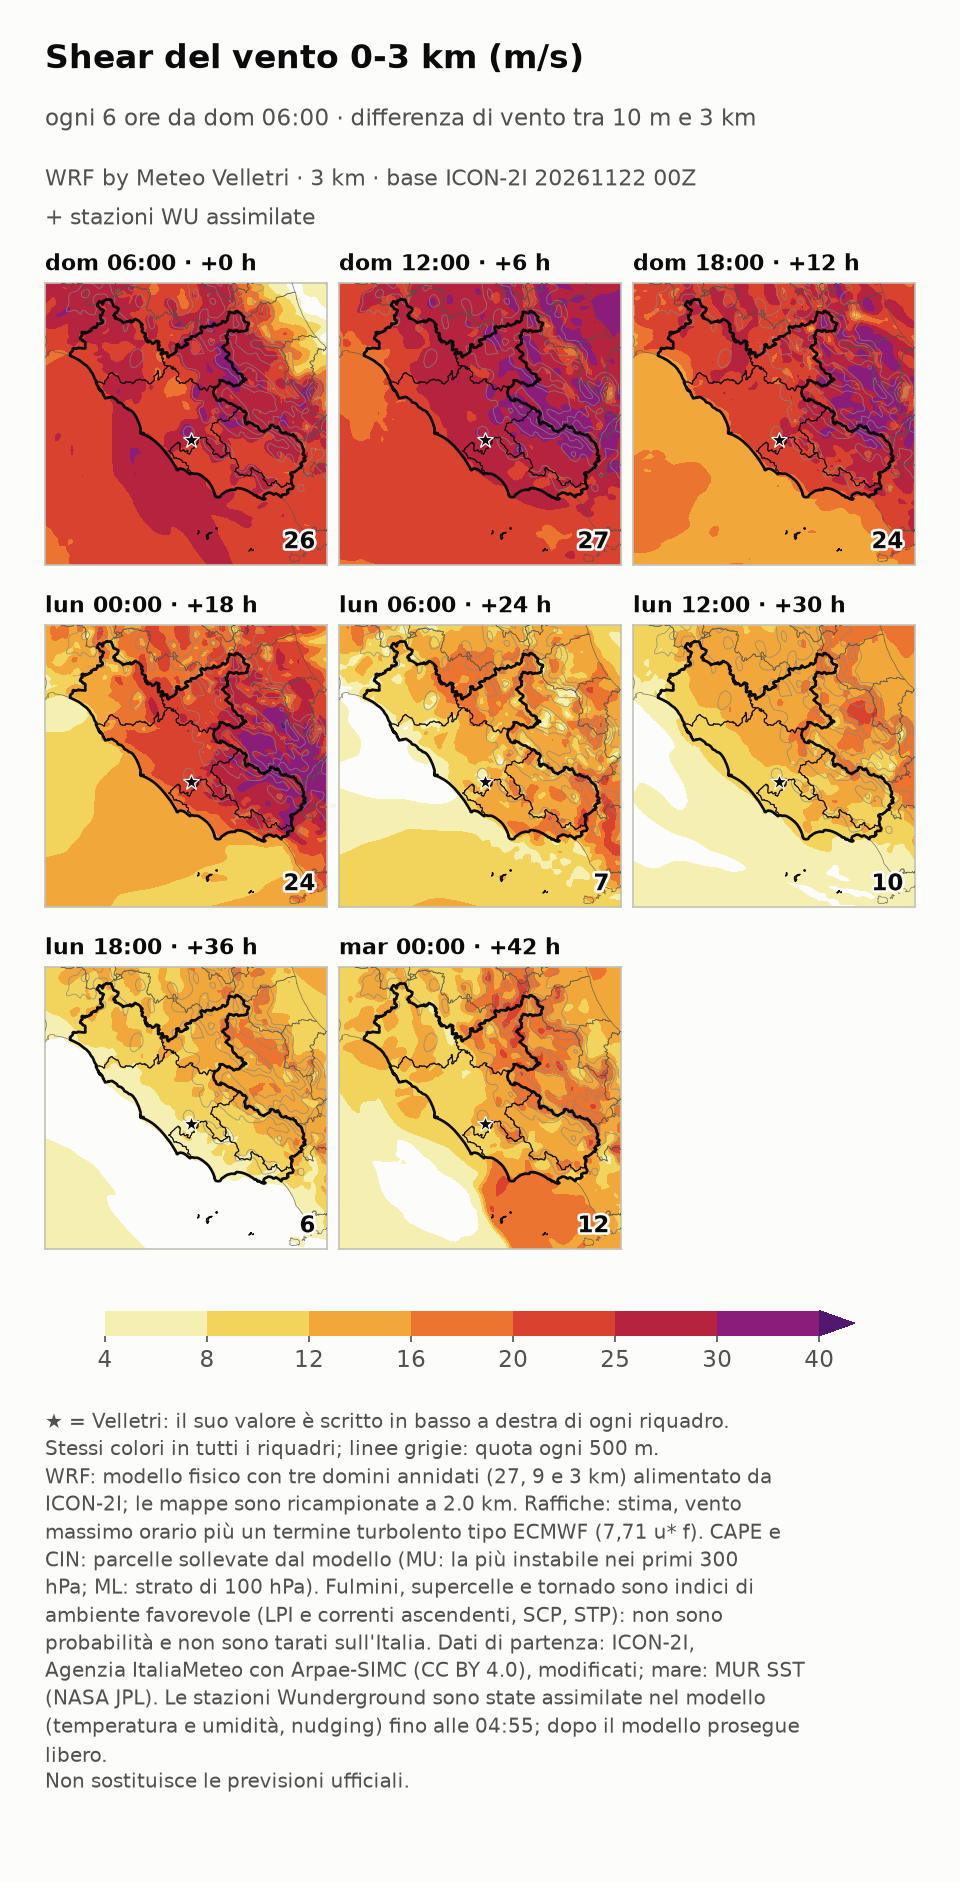 Shear del vento 0-3 km (m/s)
ogni 6 ore da dom 06:00 · differenza di vento tra 10 m e 3 km
WRF by Meteo Velletri · 3 km · base ICON-2I 20261122 00Z
+ stazioni WU assimilate
dom 06:00 · +0 h
dom 12:00 · +6 h
dom 18:00 · +12 h
26
27
24
lun 00:00 · +18 h
lun 06:00 · +24 h
lun 12:00 · +30 h
24
7
10
lun 18:00 · +36 h
mar 00:00 · +42 h
6
12
4 8 12 16 20 25 30 40
★ = Velletri: il suo valore è scritto in basso a destra di ogni riquadro.
Stessi colori in tutti i riquadri; linee grigie: quota ogni 500 m.
WRF: modello fisico con tre domini annidati (27, 9 e 3 km) alimentato da
ICON-2I; le mappe sono ricampionate a 2.0 km. Raffiche: stima, vento
massimo orario più un termine turbolento tipo ECMWF (7,71 u* f). CAPE e
CIN: parcelle sollevate dal modello (MU: la più instabile nei primi 300
hPa; ML: strato di 100 hPa). Fulmini, supercelle e tornado sono indici di
ambiente favorevole (LPI e correnti ascendenti, SCP, STP): non sono
probabilità e non sono tarati sull'Italia. Dati di partenza: ICON-2I,
Agenzia ItaliaMeteo con Arpae-SIMC (CC BY 4.0), modificati; mare: MUR SST
(NASA JPL). Le stazioni Wunderground sono state assimilate nel modello
(temperatura e umidità, nudging) fino alle 04:55; dopo il modello prosegue
libero.
Non sostituisce le previsioni ufficiali.